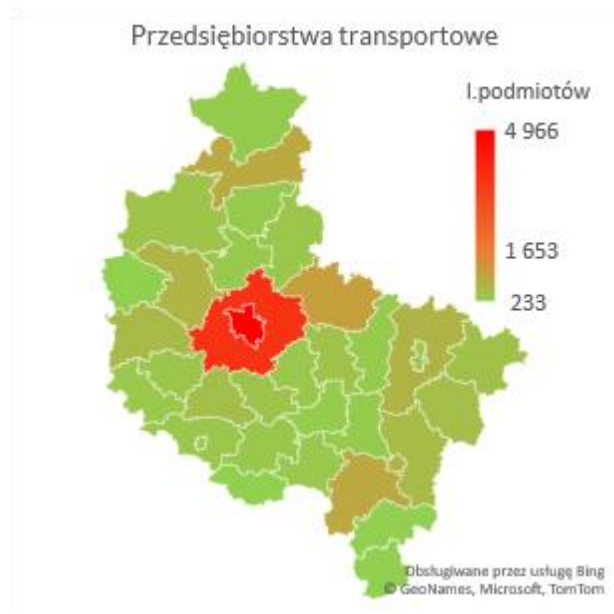 Przedsiębiorstwa transportowe
l.podmiotów
4 966
1 653
233
Obsługiwane przez usługę Bing
© GeoNames, Microsoft, TomTom